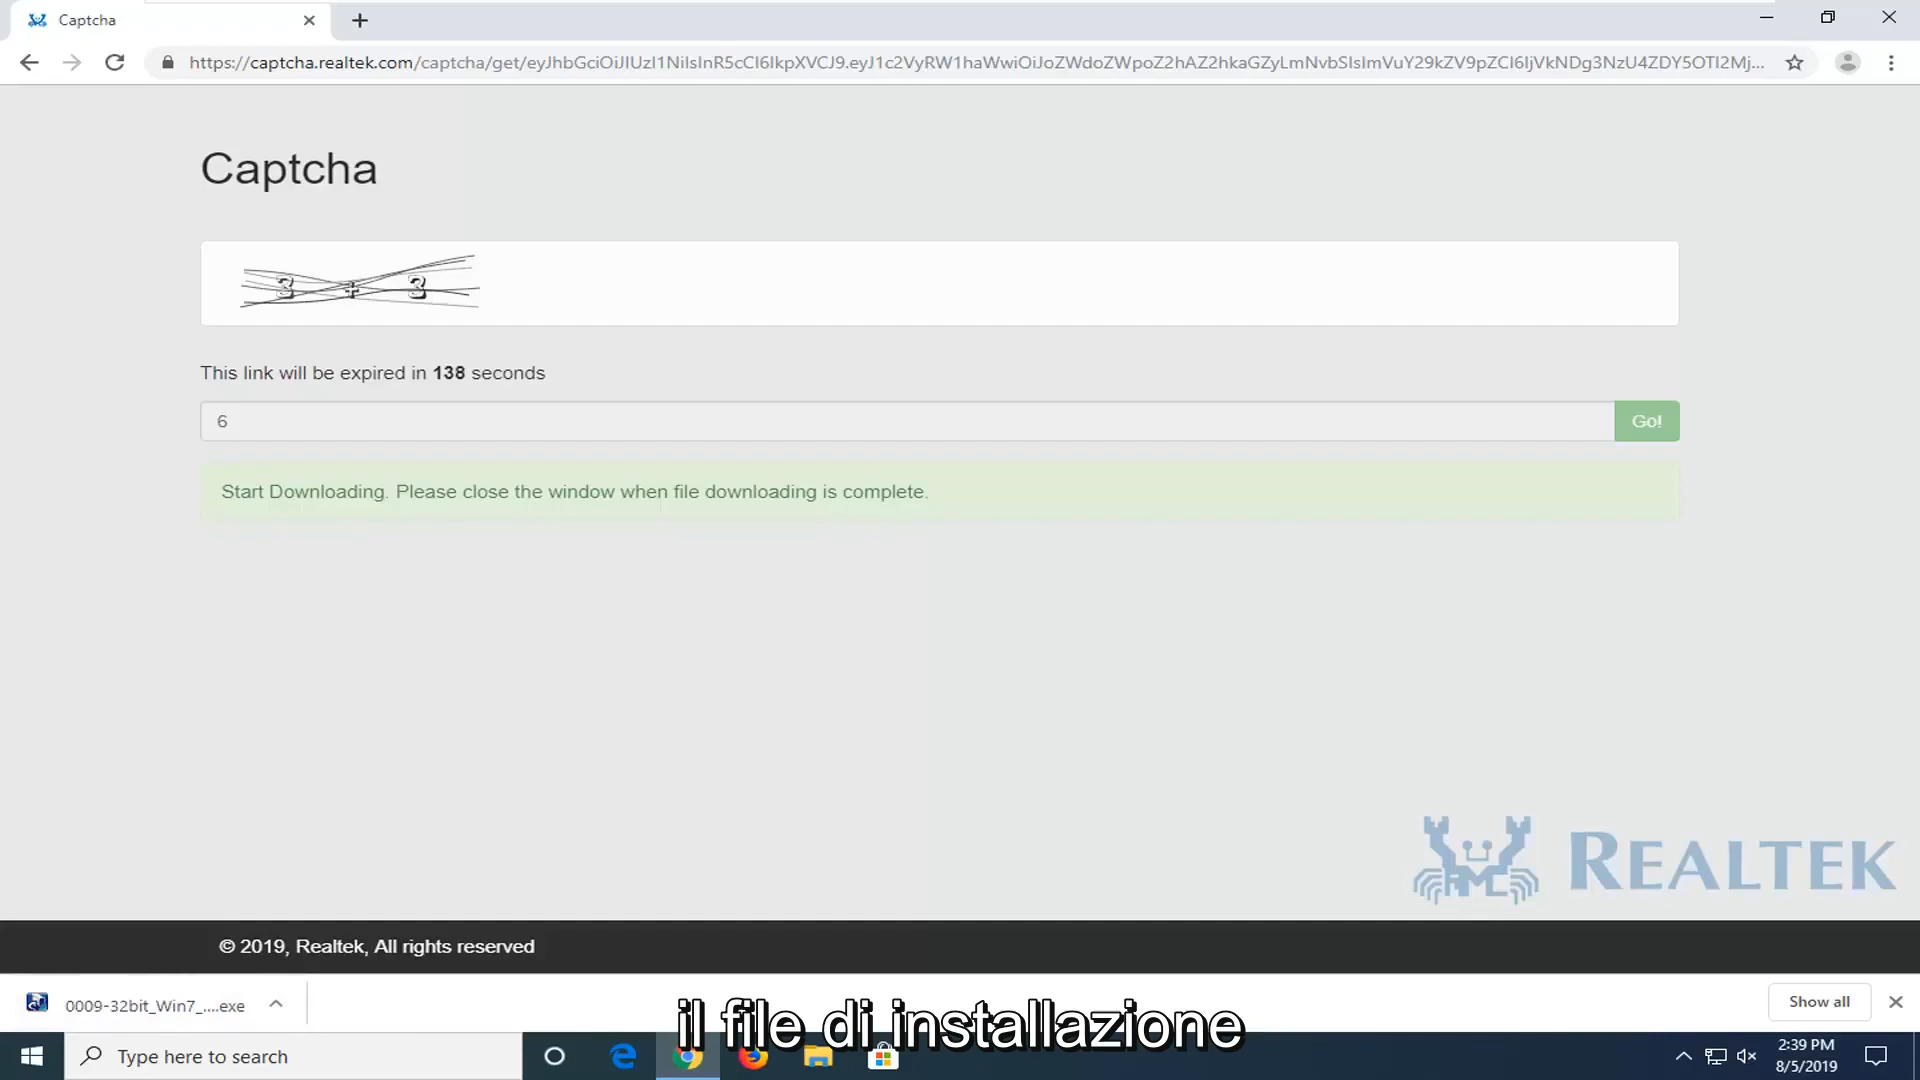 Captcha
https://captcha.realtek.com/captcha/get/eyJhbGciOiJIUzI1NiIsInR5cCI6IkpXVCJ9.eyJ1c2VyRW1haWwiOiJoZWdoZWpoZ2hAZ2hkaGZyLmNvbSIsImVuY29kZV9pZCI6IjVkNDg3NzU4ZDY5OTI2Mj...
Captcha
3 + 3
This link will be expired in 138 seconds
6
Go!
Start Downloading. Please close the window when file downloading is complete.
REALTEK
© 2019, Realtek, All rights reserved
0009-32bit_Win7_....exe
Show all
il file di installazione
Type here to search
2:39 PM
8/5/2019